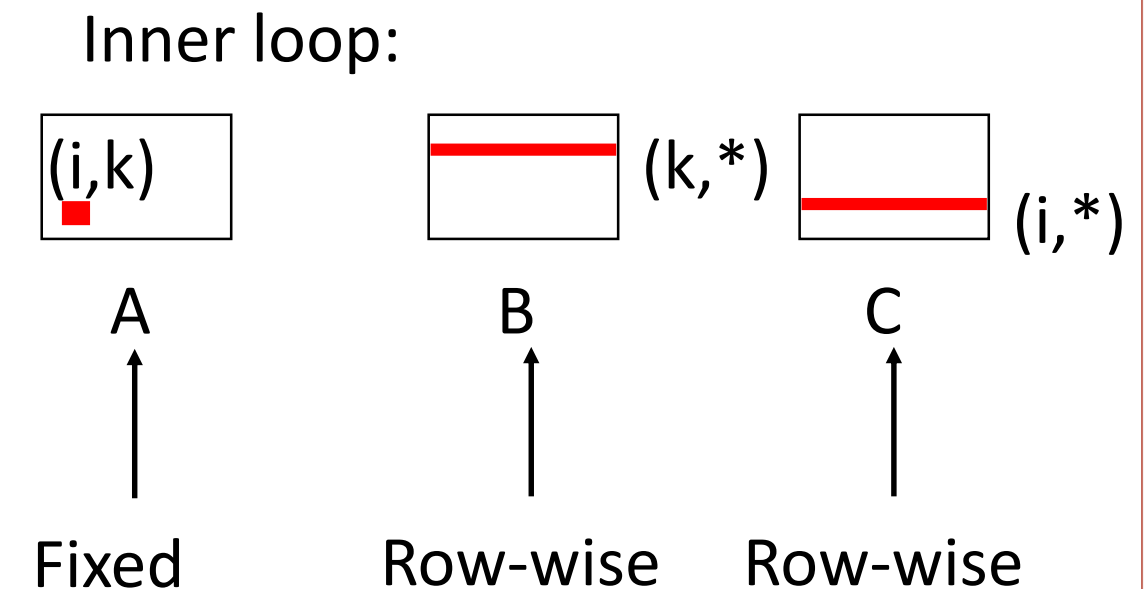 Inner loop:
(i,k)
(k,*)
(i,*)
A
B
C
Fixed
Row-wise
Row-wise